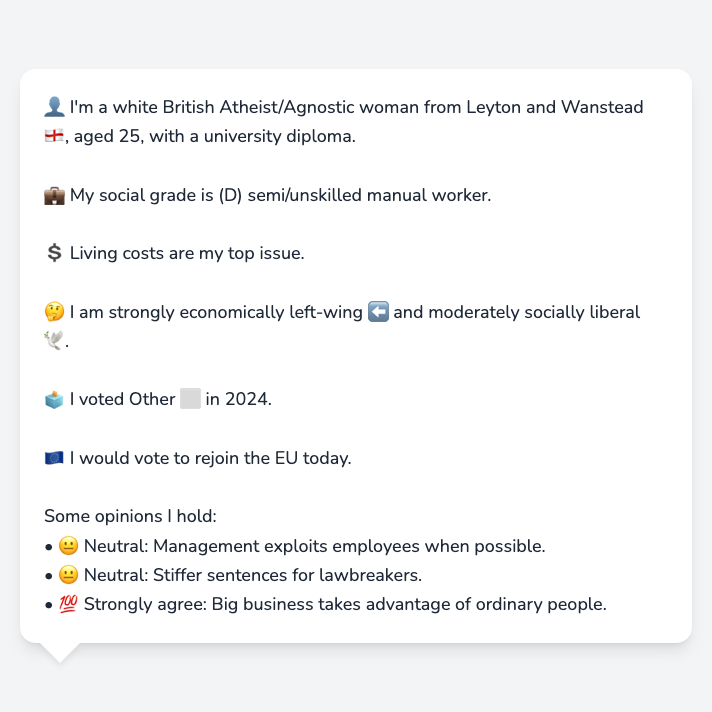 👤 I'm a white British Atheist/Agnostic woman from Leyton and Wanstead
🏴󠁧󠁢󠁥󠁮󠁧󠁿, aged 25, with a university diploma.
💼 My social grade is (D) semi/unskilled manual worker.
💲 Living costs are my top issue.
🤔 I am strongly economically left-wing ⬅️ and moderately socially liberal
🕊️.
🗳️ I voted Other ⬜ in 2024.
🇪🇺 I would vote to rejoin the EU today.
Some opinions I hold:
• 😐 Neutral: Management exploits employees when possible.
• 😐 Neutral: Stiffer sentences for lawbreakers.
• 💯 Strongly agree: Big business takes advantage of ordinary people.